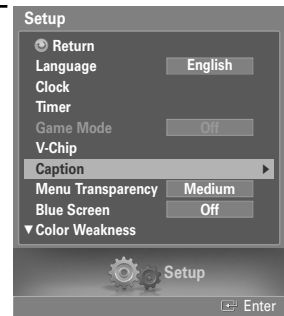 Setup
Return
Language English
Clock
Timer
Game Mode Off
V-Chip
Caption
Menu Transparency Medium
Blue Screen Off
Color Weakness
Setup
Enter